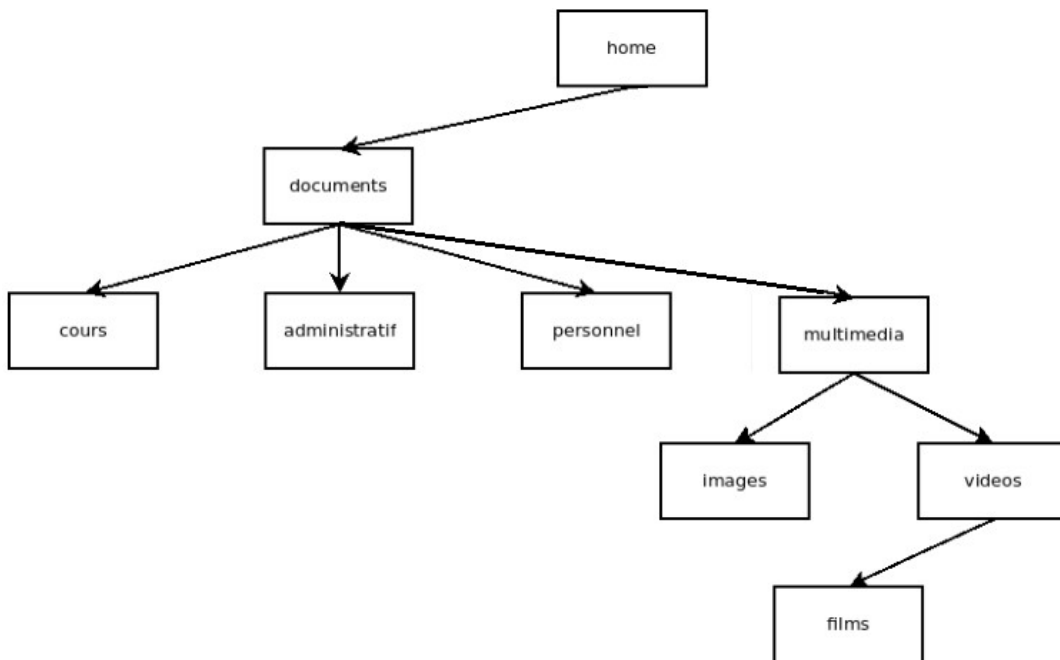 home
documents
cours
administratif
personnel
multimedia
images
videos
films